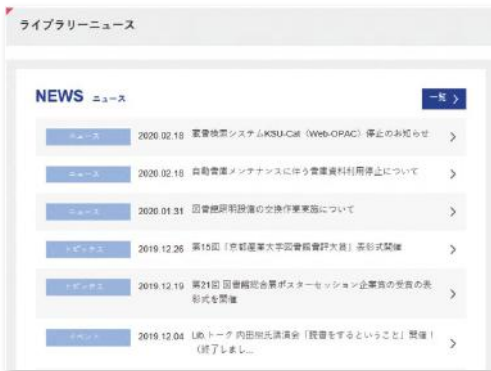 ライブラリーニュース
NEWS ニュース
一覧
ニュース 2020.02.18 蔵書検索システムKSU-Cat（Web-OPAC）停止のお知らせ
ニュース 2020.02.18 自動書庫メンテナンスに伴う書庫資料利用停止について
ニュース 2020.01.31 図書館照明設備の交換作業実施について
トピックス 2019.12.26 第15回「京都産業大学図書館書評大賞」表彰式開催
トピックス 2019.12.19 第21回 図書館総合展ポスターセッション企業賞の受賞の表
彰式を開催
イベント 2019.12.04 Lib.トーク 内田樹氏講演会「読書をするということ」開催！
（終了しまし...